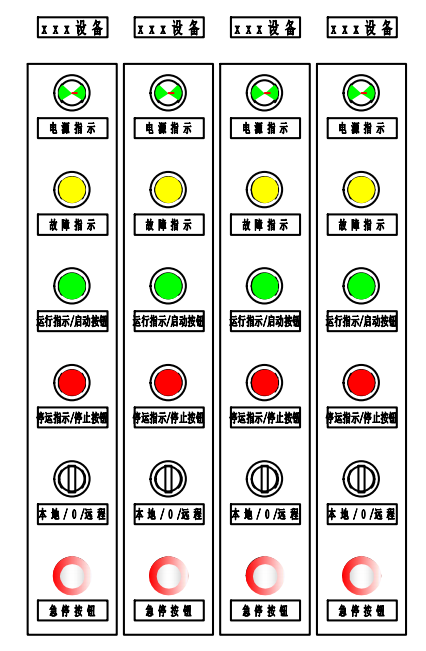 xxx设备 xxx设备 xxx设备 xxx设备
电源指示 电源指示 电源指示 电源指示
故障指示 故障指示 故障指示 故障指示
运行指示/启动按钮 运行指示/启动按钮 运行指示/启动按钮 运行指示/启动按钮
停运指示/停止按钮 停运指示/停止按钮 停运指示/停止按钮 停运指示/停止按钮
本地/0/远程 本地/0/远程 本地/0/远程 本地/0/远程
急停按钮 急停按钮 急停按钮 急停按钮